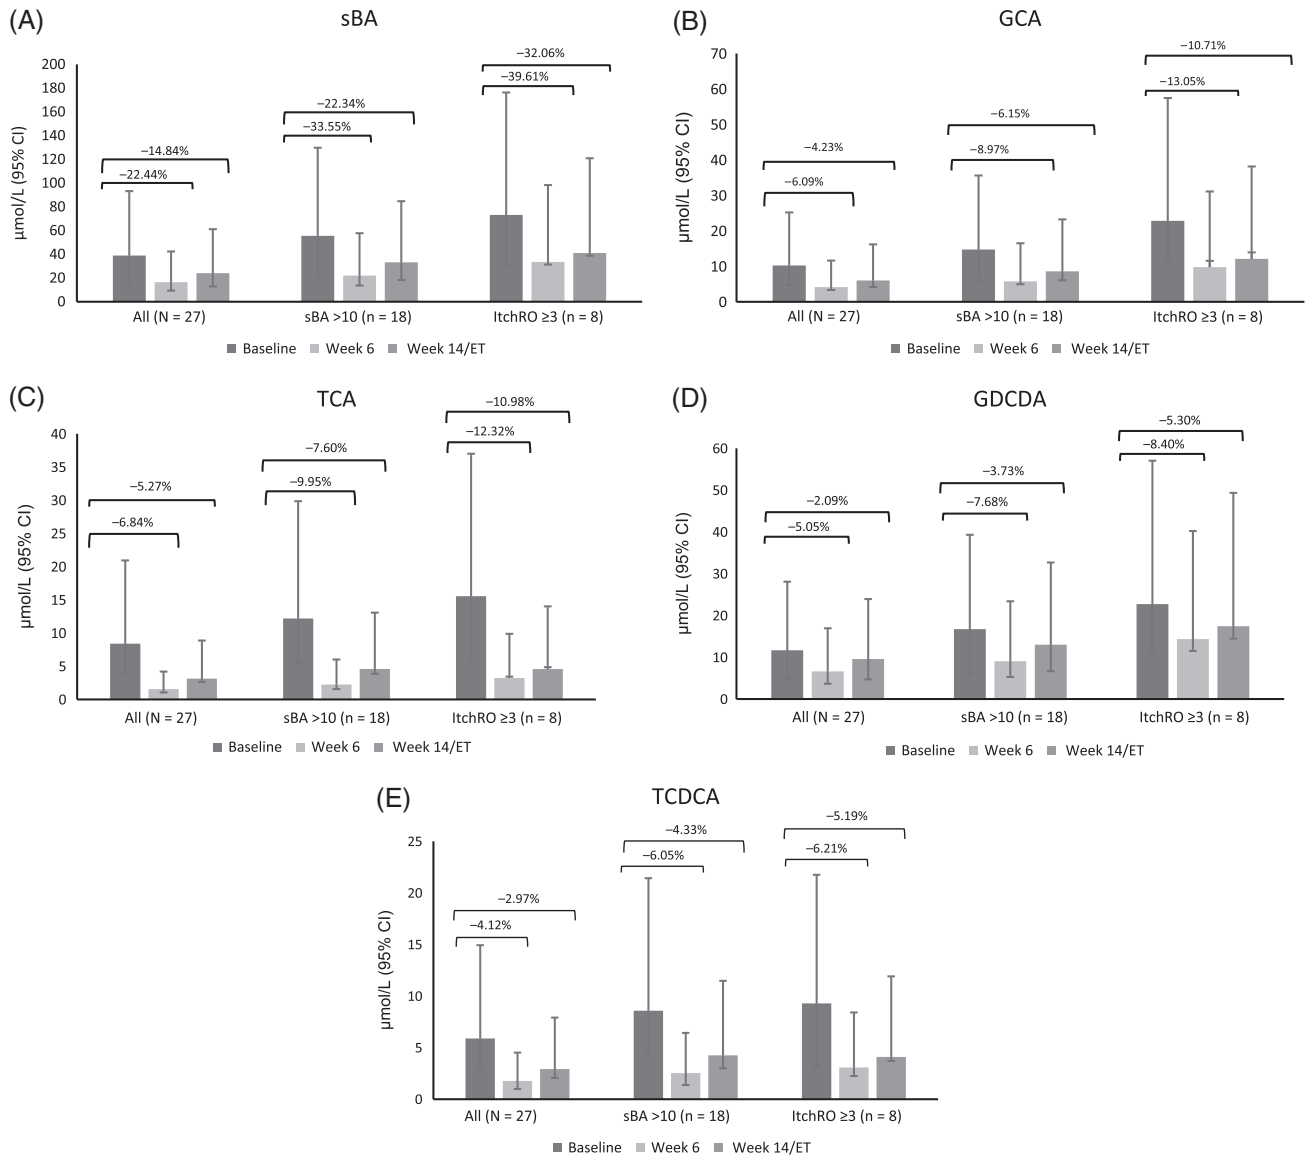 (A)
sBA
μmol/L (95% CI)
200
180
160
140
120
100
80
60
40
20
0
−14.84%
−22.44%
−22.34%
−33.55%
−32.06%
−39.61%
All (N = 27)
sBA >10 (n = 18)
ItchRO ≥3 (n = 8)
Baseline Week 6 Week 14/ET
(B)
GCA
μmol/L (95% CI)
70
60
50
40
30
20
10
0
−4.23%
−6.09%
−6.15%
−8.97%
−10.71%
−13.05%
All (N = 27)
sBA >10 (n = 18)
ItchRO ≥3 (n = 8)
Baseline Week 6 Week 14/ET
(C)
TCA
μmol/L (95% CI)
40
35
30
25
20
15
10
5
0
−5.27%
−6.84%
−7.60%
−9.95%
−10.98%
−12.32%
All (N = 27)
sBA >10 (n = 18)
ItchRO ≥3 (n = 8)
Baseline Week 6 Week 14/ET
(D)
GDCDA
μmol/L (95% CI)
60
50
40
30
20
10
0
−2.09%
−5.05%
−3.73%
−7.68%
−5.30%
−8.40%
All (N = 27)
sBA >10 (n = 18)
ItchRO ≥3 (n = 8)
Baseline Week 6 Week 14/ET
(E)
TCDCA
μmol/L (95% CI)
25
20
15
10
5
0
−2.97%
−4.12%
−4.33%
−6.05%
−5.19%
−6.21%
All (N = 27)
sBA >10 (n = 18)
ItchRO ≥3 (n = 8)
Baseline Week 6 Week 14/ET